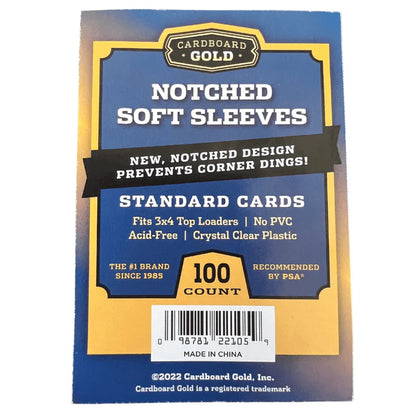 CARDBOARD
GOLD
NOTCHED
SOFT SLEEVES
NEW, NOTCHED DESIGN
PREVENTS CORNER DINGS!
STANDARD CARDS
Fits 3x4 Top Loaders | No PVC
Acid-Free | Crystal Clear Plastic
THE #1 BRAND
SINCE 1985
100
COUNT
RECOMMENDED
BY PSA®
0 98781 22105 9
MADE IN CHINA
©2022 Cardboard Gold, Inc.
Cardboard Gold is a registered trademark